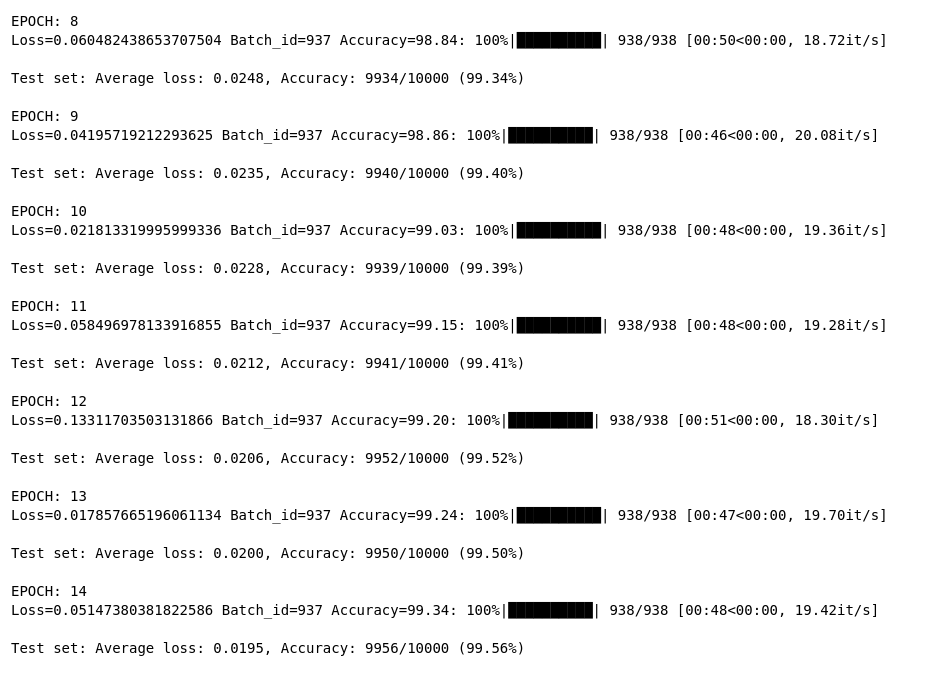 EPOCH: 8
Loss=0.060482438653707504 Batch_id=937 Accuracy=98.84: 100%|██████████| 938/938 [00:50<00:00, 18.72it/s]
Test set: Average loss: 0.0248, Accuracy: 9934/10000 (99.34%)
EPOCH: 9
Loss=0.04195719212293625 Batch_id=937 Accuracy=98.86: 100%|██████████| 938/938 [00:46<00:00, 20.08it/s]
Test set: Average loss: 0.0235, Accuracy: 9940/10000 (99.40%)
EPOCH: 10
Loss=0.021813319995999336 Batch_id=937 Accuracy=99.03: 100%|██████████| 938/938 [00:48<00:00, 19.36it/s]
Test set: Average loss: 0.0228, Accuracy: 9939/10000 (99.39%)
EPOCH: 11
Loss=0.058496978133916855 Batch_id=937 Accuracy=99.15: 100%|██████████| 938/938 [00:48<00:00, 19.28it/s]
Test set: Average loss: 0.0212, Accuracy: 9941/10000 (99.41%)
EPOCH: 12
Loss=0.13311703503131866 Batch_id=937 Accuracy=99.20: 100%|██████████| 938/938 [00:51<00:00, 18.30it/s]
Test set: Average loss: 0.0206, Accuracy: 9952/10000 (99.52%)
EPOCH: 13
Loss=0.017857665196061134 Batch_id=937 Accuracy=99.24: 100%|██████████| 938/938 [00:47<00:00, 19.70it/s]
Test set: Average loss: 0.0200, Accuracy: 9950/10000 (99.50%)
EPOCH: 14
Loss=0.05147380381822586 Batch_id=937 Accuracy=99.34: 100%|██████████| 938/938 [00:48<00:00, 19.42it/s]
Test set: Average loss: 0.0195, Accuracy: 9956/10000 (99.56%)